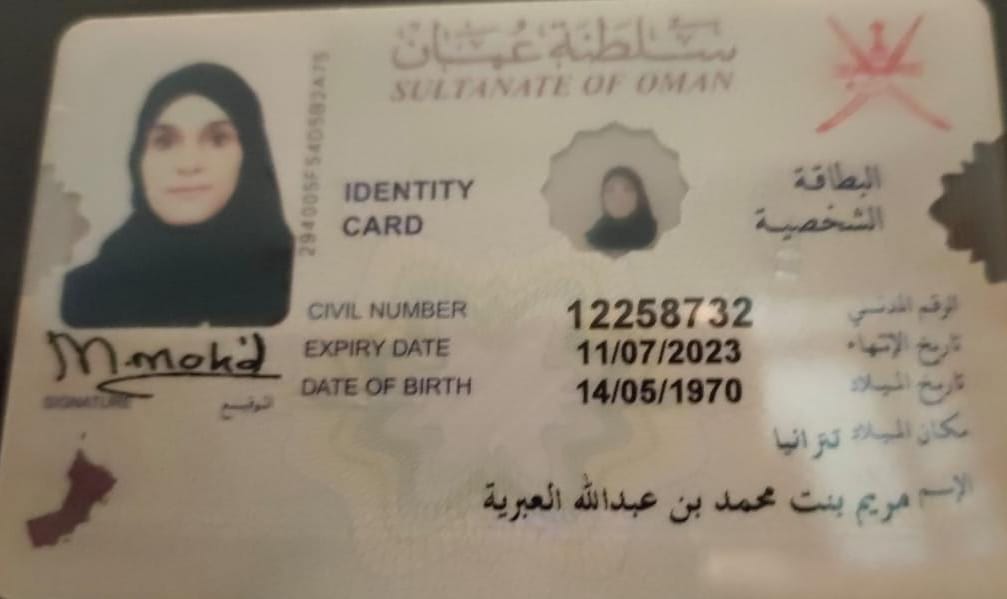 سلطنة عمان
SULTANATE OF OMAN
294005F54D5B2A75
IDENTITY CARD
البطاقة الشخصية
CIVIL NUMBER 12258732 الرقم المدني
EXPIRY DATE 11/07/2023 تاريخ الإنتهاء
DATE OF BIRTH 14/05/1970 تاريخ الميلاد
مكان الميلاد تنزانيا
M.mohd
SIGNATURE التوقيع
الإسم مريم بنت محمد بن عبدالله العبرية